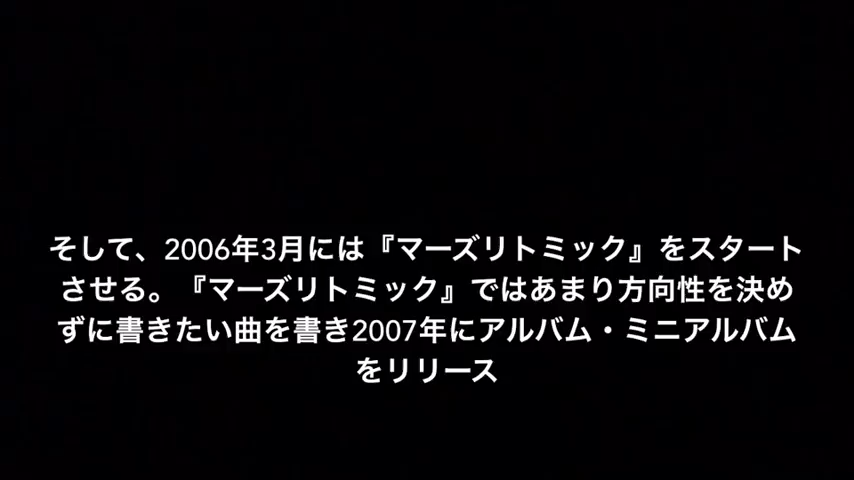 そして、2006年3月には『マーズリトミック』をスタート
させる。『マーズリトミック』ではあまり方向性を決め
ずに書きたい曲を書き2007年にアルバム・ミニアルバム
をリリース